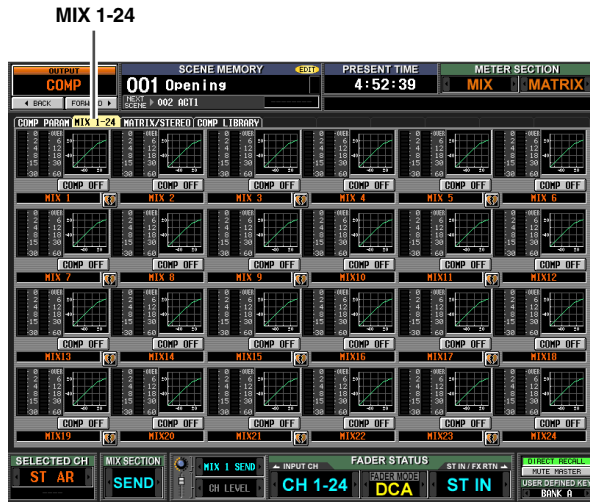 MIX 1-24
OUTPUT SCENE MEMORY EDIT PRESENT TIME METER SECTION
COMP 001 Opening 4:52:39 MIX MATRIX
BACK FORWARD NEXT SCENE 002 ACT1
COMP PARAM MIX 1-24 MATRIX/STEREO COMP LIBRARY
COMP OFF COMP OFF COMP OFF COMP OFF COMP OFF COMP OFF
MIX 1 MIX 2 MIX 3 MIX 4 MIX 5 MIX 6
COMP OFF COMP OFF COMP OFF COMP OFF COMP OFF COMP OFF
MIX 7 MIX 8 MIX 9 MIX10 MIX11 MIX12
COMP OFF COMP OFF COMP OFF COMP OFF COMP OFF COMP OFF
MIX13 MIX14 MIX15 MIX16 MIX17 MIX18
COMP OFF COMP OFF COMP OFF COMP OFF COMP OFF COMP OFF
MIX19 MIX20 MIX21 MIX22 MIX23 MIX24
SELECTED CH MIX SECTION MIX 1 SEND INPUT CH FADER STATUS ST IN / FX RTN DIRECT RECALL
ST AR SEND CH LEVEL CH 1-24 FADER MODE DCA ST IN MUTE MASTER
USER DEFINED KEY
BANK A